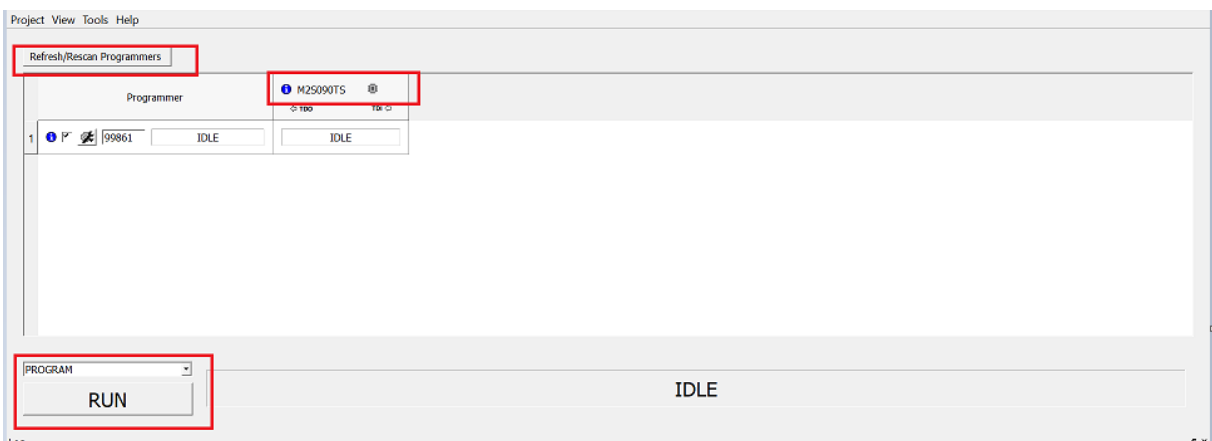 Project View Tools Help
Refresh/Rescan Programmers
Programmer
M2S090TS
TDO TDI
1 99861 IDLE IDLE
PROGRAM
RUN
IDLE